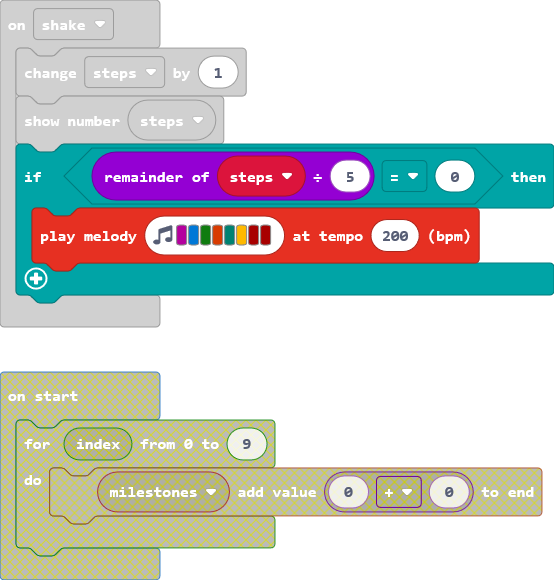 on shake
change steps by 1
show number steps
if remainder of steps ÷ 5 = 0 then
play melody at tempo 200 (bpm)
on start
for index from 0 to 9
do
milestones add value 0 + 0 to end